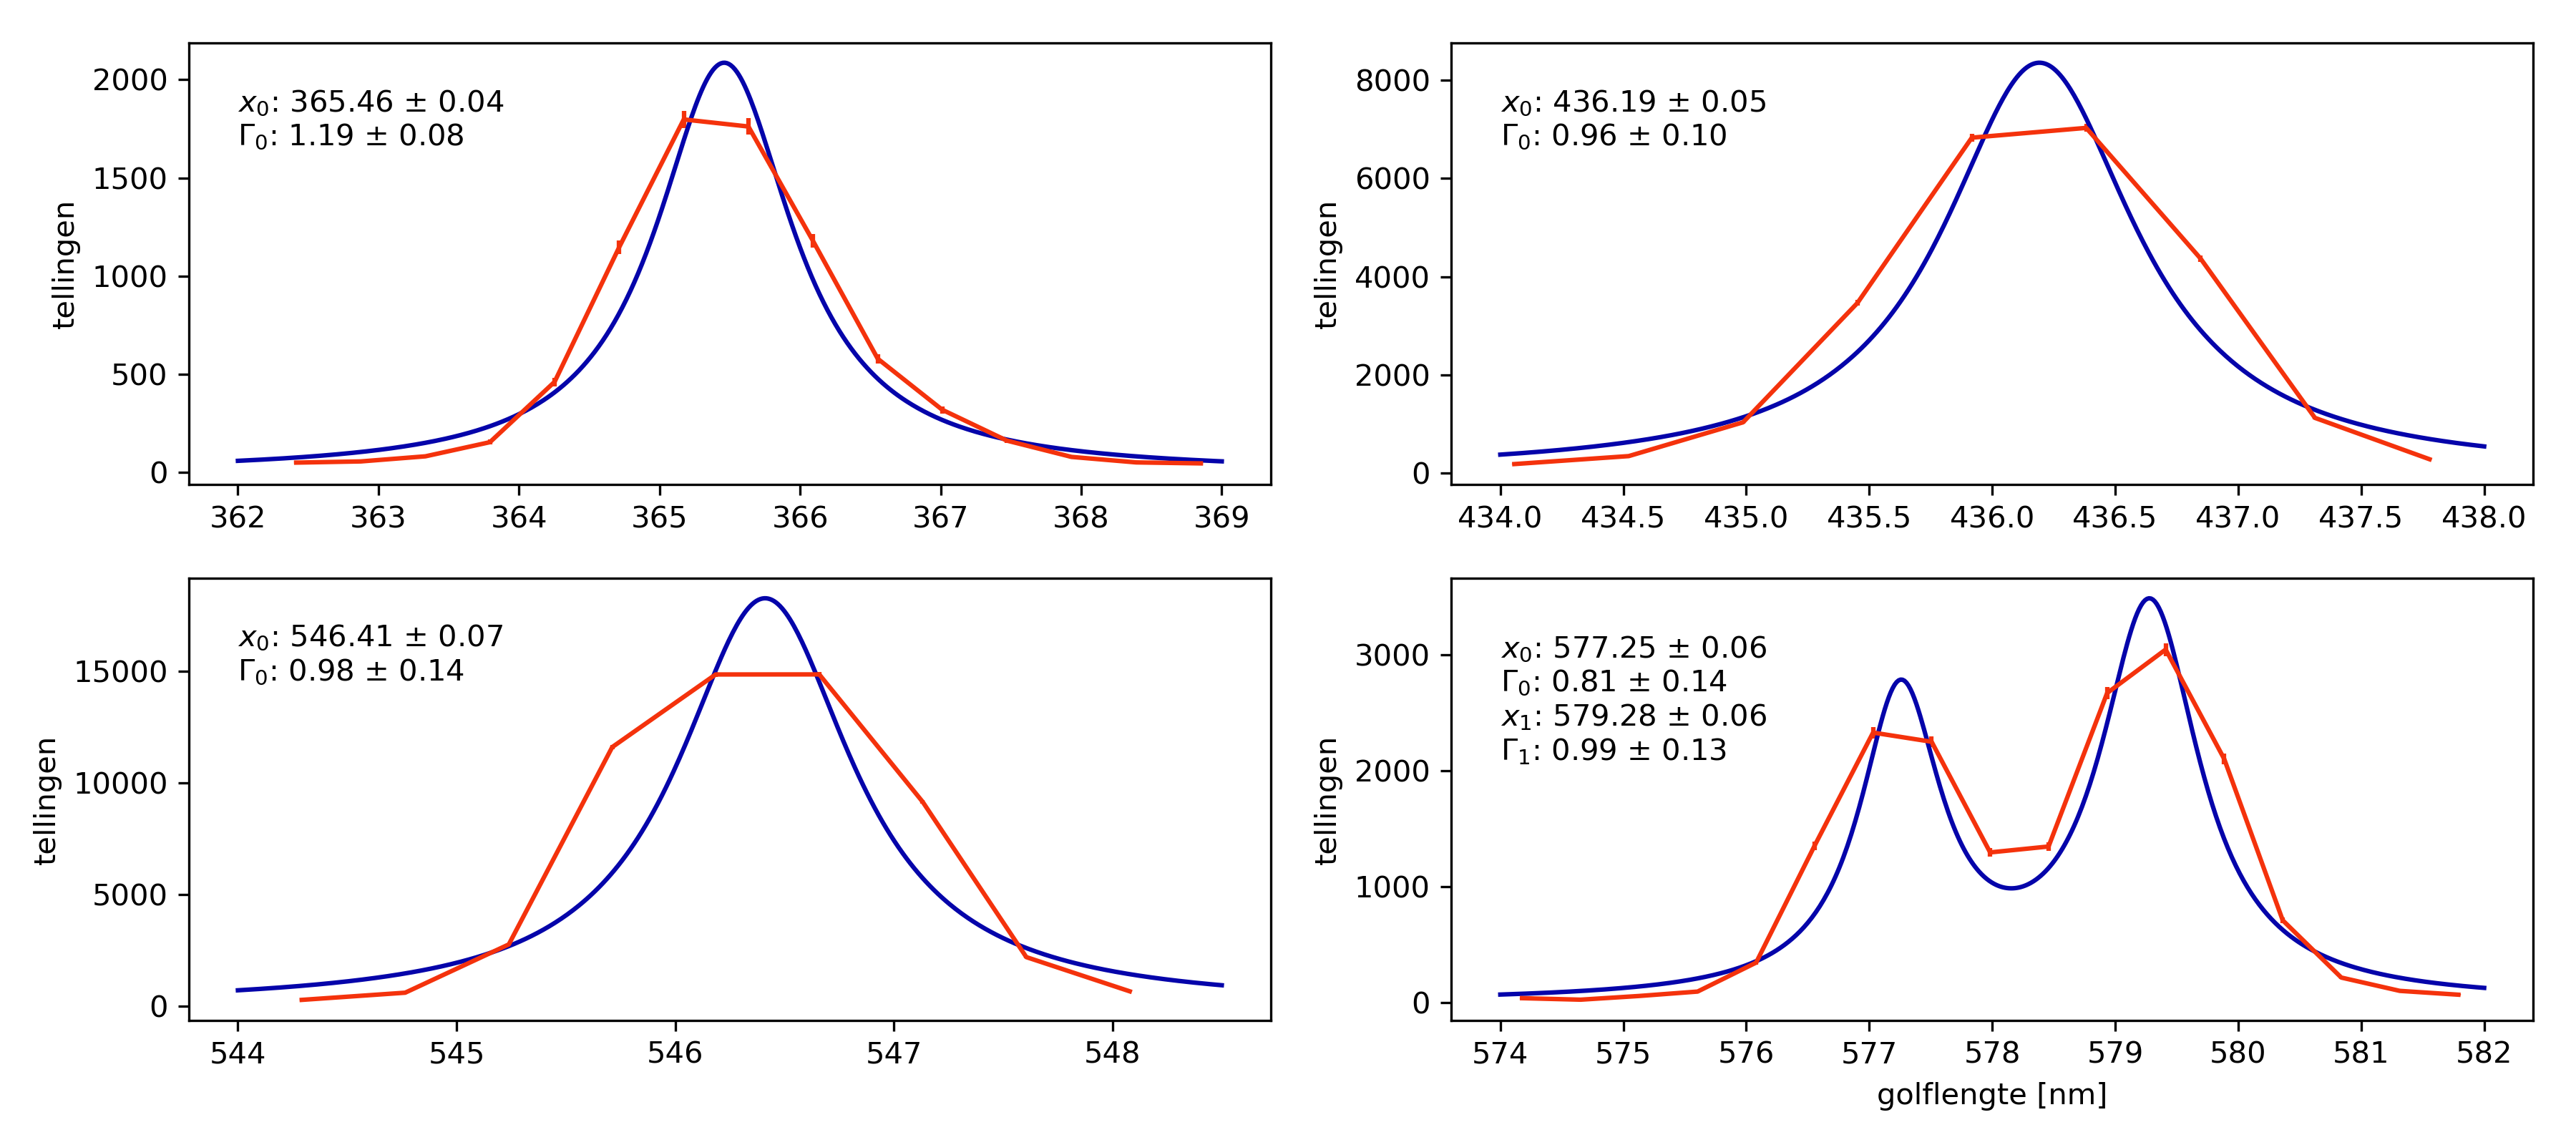 x₀: 365.46 ± 0.04
Γ₀: 1.19 ± 0.08
tellingen
2000
1500
1000
500
0
362 363 364 365 366 367 368 369
x₀: 436.19 ± 0.05
Γ₀: 0.96 ± 0.10
tellingen
8000
6000
4000
2000
0
434.0 434.5 435.0 435.5 436.0 436.5 437.0 437.5 438.0
x₀: 546.41 ± 0.07
Γ₀: 0.98 ± 0.14
tellingen
15000
10000
5000
0
544 545 546 547 548
x₀: 577.25 ± 0.06
Γ₀: 0.81 ± 0.14
x₁: 579.28 ± 0.06
Γ₁: 0.99 ± 0.13
tellingen
3000
2000
1000
0
574 575 576 577 578 579 580 581 582
golflengte [nm]